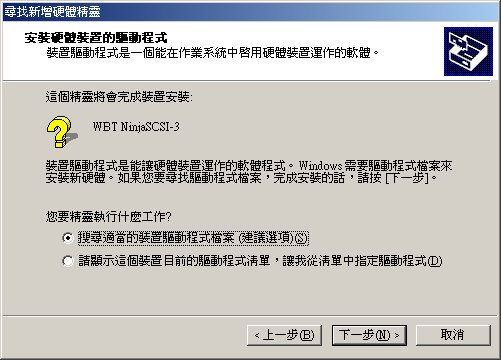 尋找新增硬體精靈
安裝硬體裝置的驅動程式
裝置驅動程式是一個能在作業系統中啓用硬體裝置運作的軟體。
這個精靈將會完成裝置安裝:
WBT NinjaSCSI-3
裝置驅動程式是能讓硬體裝置運作的軟體程式。Windows 需要驅動程式檔案來
安裝新硬體。如果您要尋找驅動程式檔案，完成安裝的話，請按 [下一步]。
您要精靈執行什麼工作?
搜尋適當的裝置驅動程式檔案 (建議選項)(S)
請顯示這個裝置目前的驅動程式清單，讓我從清單中指定驅動程式(D)
< 上一步(B)
下一步(N) >
取消